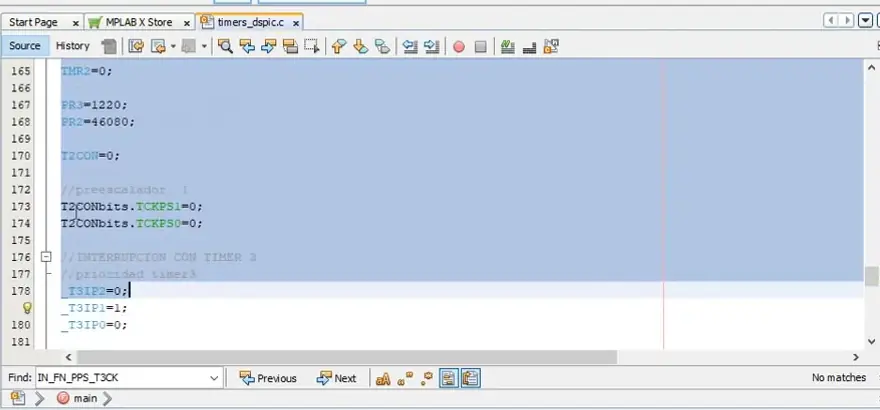 Start Page
MPLAB X Store
timers_dspic.c
Source
History
165 TMR2=0;
166
167 PR3=1220;
168 PR2=46080;
169
170 T2CON=0;
171
172 //preescalador 1
173 T2CONbits.TCKPS1=0;
174 T2CONbits.TCKPS0=0;
175
176 //INTERRUPCION CON TIMER 3
177 //prioridad timer3
178 _T3IP2=0;
_T3IP1=1;
180 _T3IP0=0;
181
Find: IN_FN_PPS_T3CK Previous Next No matches
main